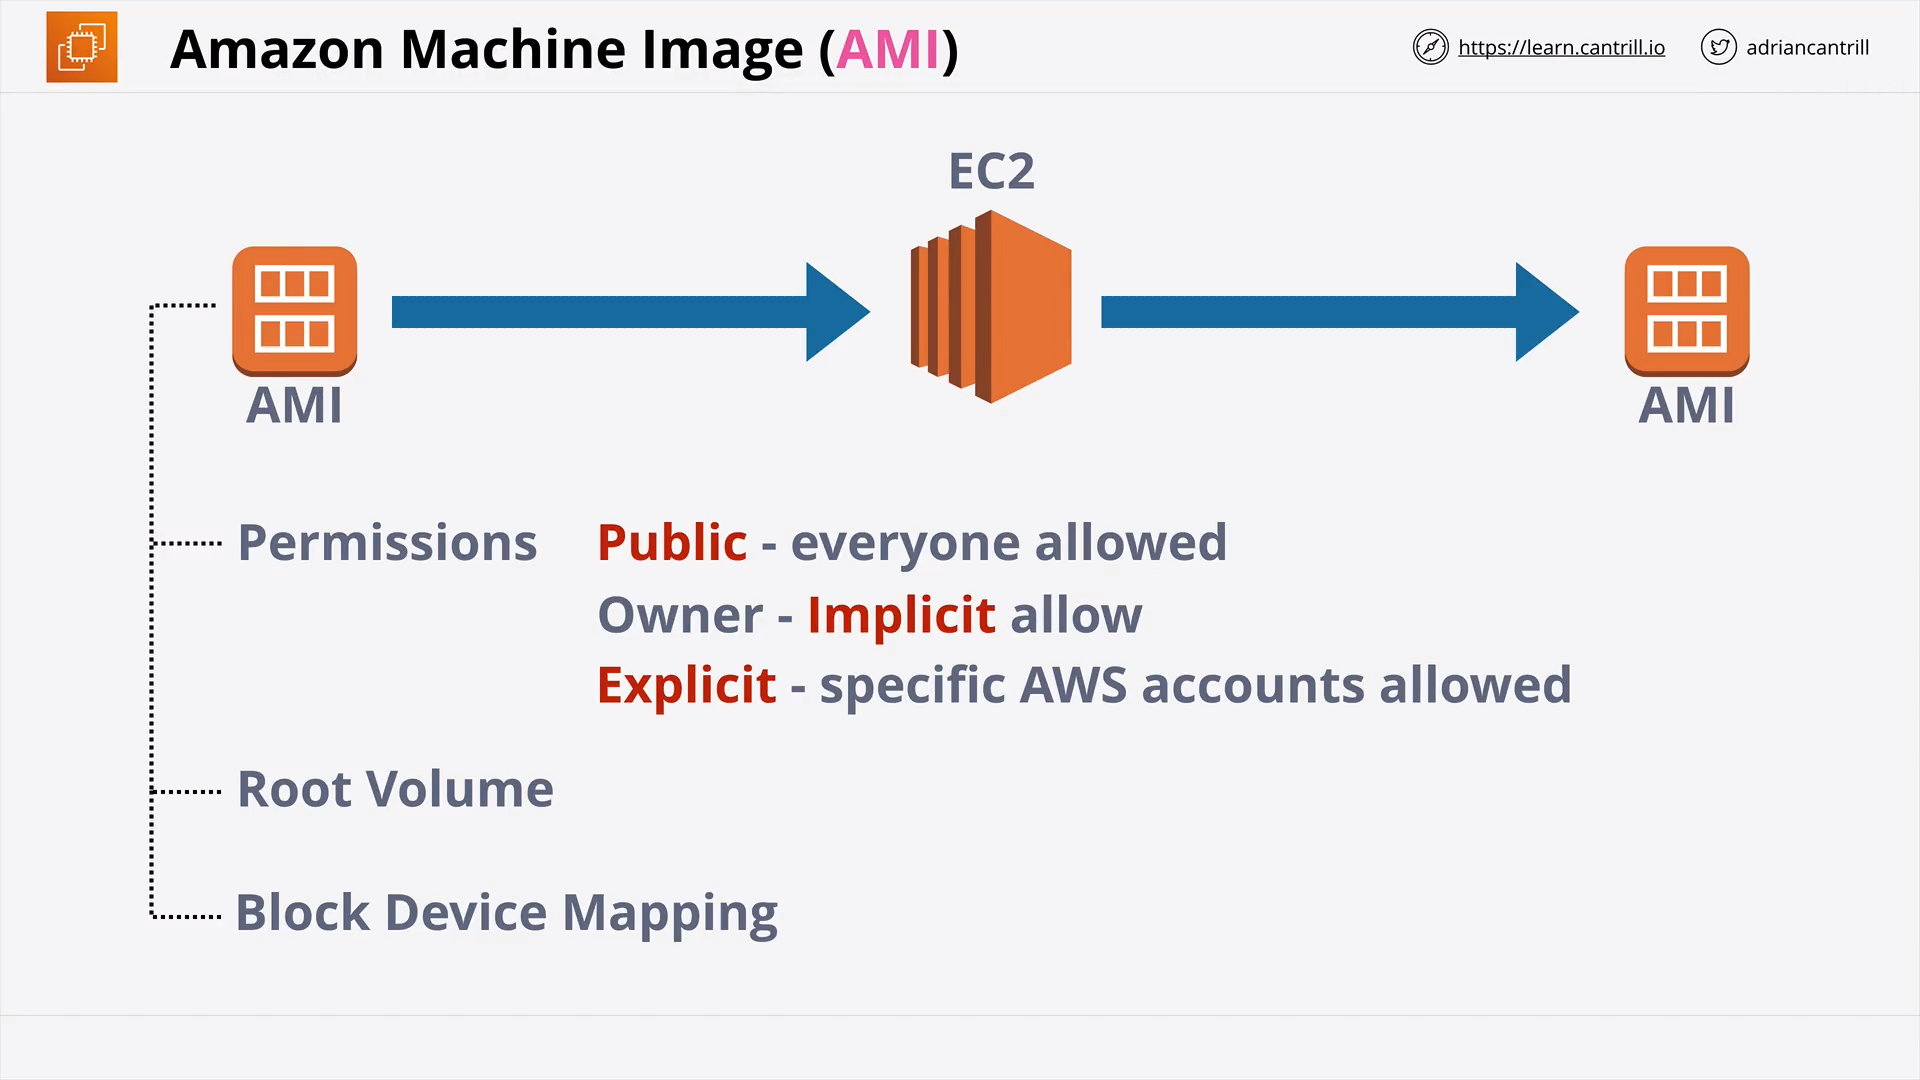 Amazon Machine Image (AMI)
https://learn.cantrill.io
adriancantrill
EC2
AMI
AMI
Permissions
Public - everyone allowed
Owner - Implicit allow
Explicit - specific AWS accounts allowed
Root Volume
Block Device Mapping